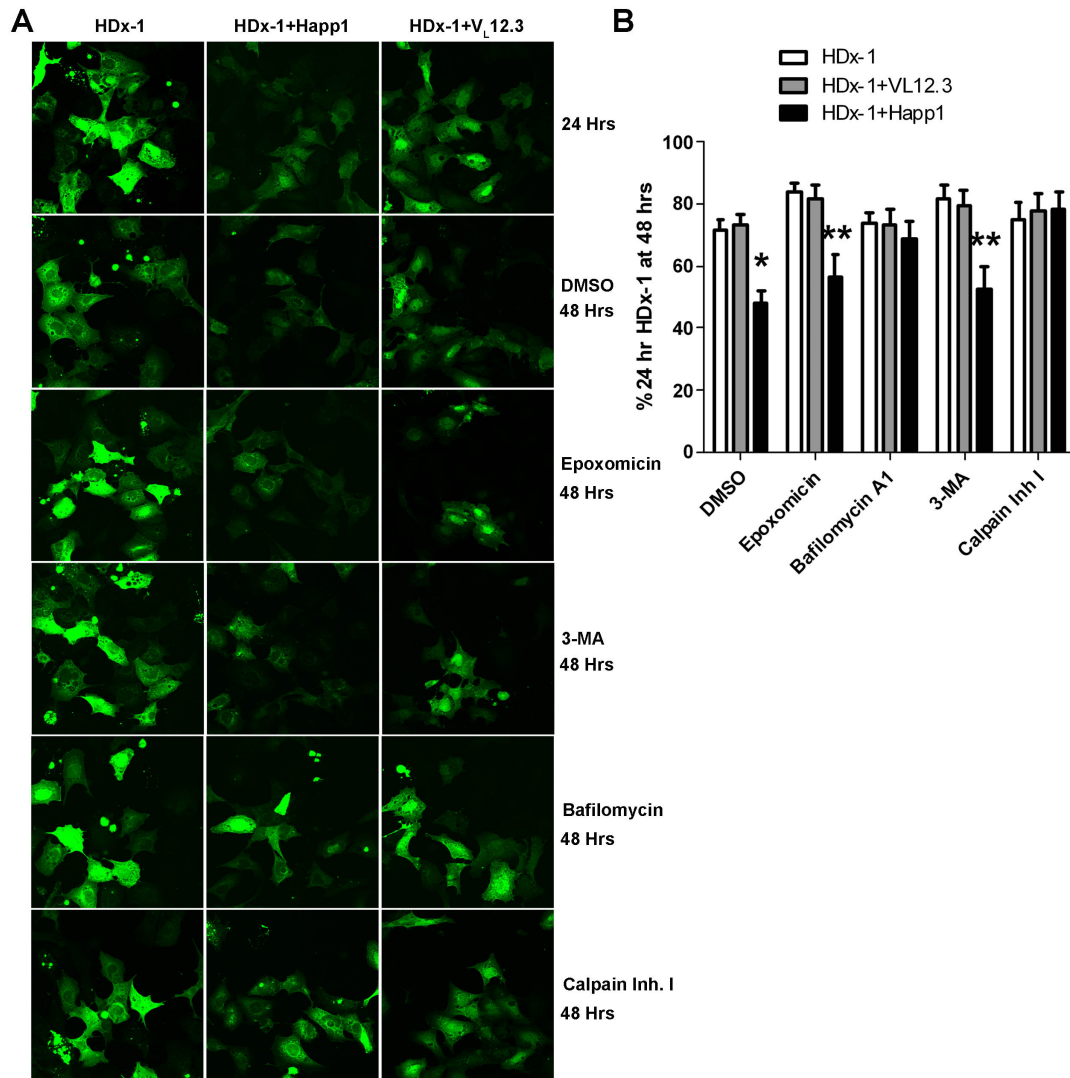 A
HDx-1
HDx-1+Happ1
HDx-1+VL12.3
24 Hrs
DMSO
48 Hrs
Epoxomicin
48 Hrs
3-MA
48 Hrs
Bafilomycin
48 Hrs
Calpain Inh. I
48 Hrs
B
HDx-1
HDx-1+VL12.3
HDx-1+Happ1
%24 hr HDx-1 at 48 hrs
100
80
60
40
20
0
*
**
**
DMSO
Epoxomicin
Bafilomycin A1
3-MA
Calpain Inh I